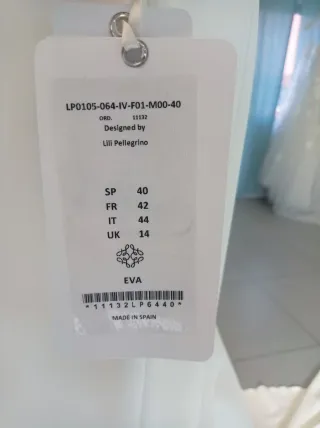 LP0105-064-IV-F01-M00-40
ORD. 11132
Designed by
Lili Pellegrino
SP 40
FR 42
IT 44
UK 14
EVA
*11132LP6440*
MADE IN SPAIN